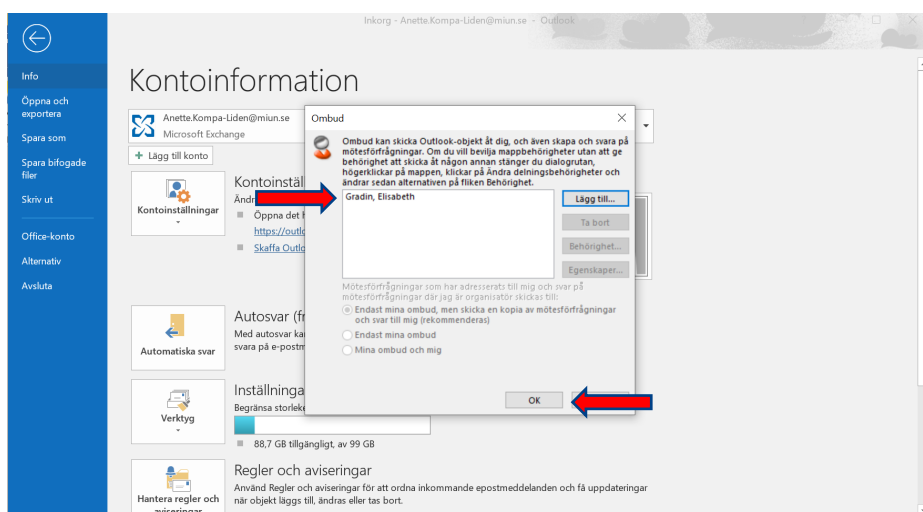 Inkorg - Anette.Kompa-Liden@miun.se - Outlook
Info
Öppna och
exportera
Spara som
Spara bifogade
filer
Skriv ut
Office-konto
Alternativ
Avsluta
Kontoinformation
Anette.Kompa-Liden@miun.se
Microsoft Exchange
+ Lägg till konto
Kontoinställningar
Öppna det
https://
Skaffa
Automatiska svar
Autosvar
Med autosvar
svara på
Verktyg
Begränsa
88,7 GB tillgängligt, av 99 GB
Hantera regler och
aviseringar
Regler och aviseringar
Använd Regler och aviseringar för att ordna inkommande epostmeddelanden och få uppdateringar
när objekt läggs till, ändras eller tas bort.
Ombud
Ombud kan skicka Outlook-objekt åt dig, och även skapa och svara på
mötesförfrågningar. Om du vill bevilja mappbehörigheter utan att ge
behörighet att skicka åt någon annan stänger du dialogrutan,
högerklickar på mappen, klickar på Ändra delningsbehörigheter och
ändrar sedan alternativen på fliken Behörighet.
Gradin, Elisabeth
Lägg till...
Ta bort
Behörighet...
Egenskaper...
Mötesförfrågningar som har adresserats till mig och svar på
mötesförfrågningar där jag är organisatör skickas till:
Endast mina ombud, men skicka en kopia av mötesförfrågningar
och svar till mig (rekommenderas)
Endast mina ombud
Mina ombud och mig
OK